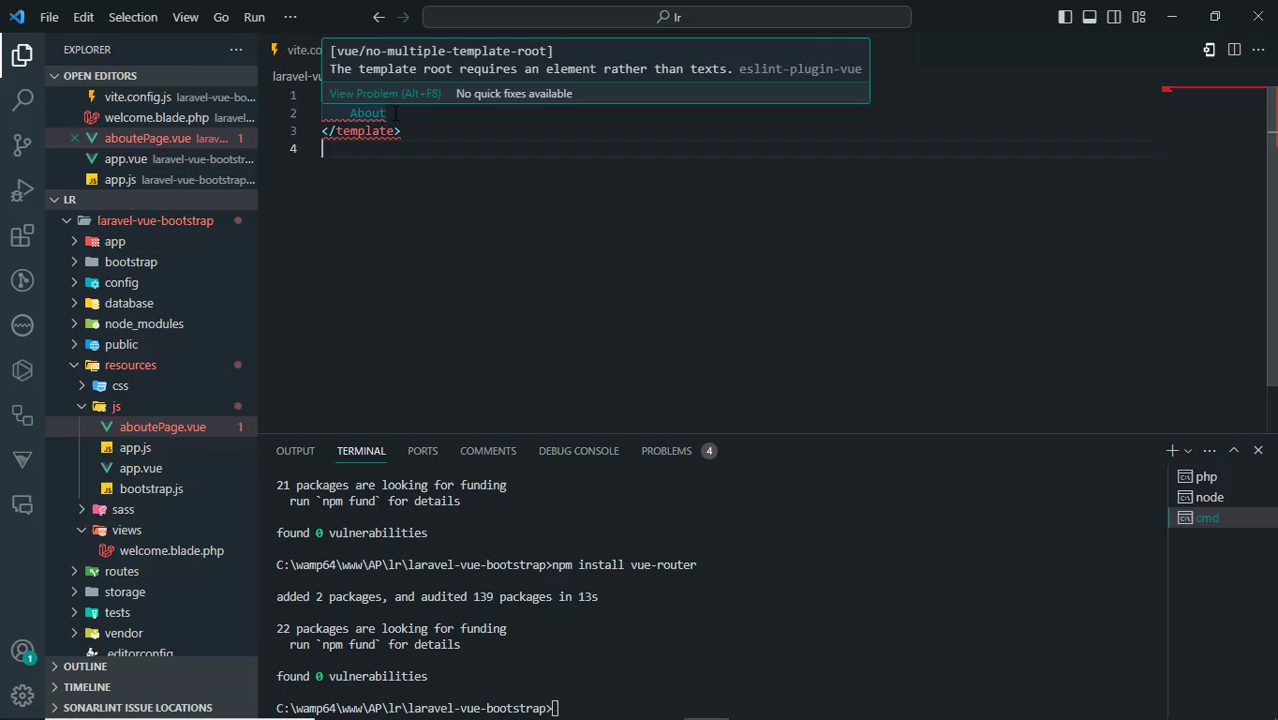 File Edit Selection View Go Run ··· lr
EXPLORER ···
OPEN EDITORS
vite.config.js laravel-vue-bo...
welcome.blade.php laravel-...
aboutePage.vue larav... 1
app.vue laravel-vue-bootstr...
app.js laravel-vue-bootstrap...
LR
laravel-vue-bootstrap
app
bootstrap
config
database
node_modules
public
resources
css
js
aboutePage.vue 1
app.js
app.vue
bootstrap.js
sass
views
welcome.blade.php
routes
storage
tests
vendor
.editorconfig
OUTLINE
TIMELINE
SONARLINT ISSUE LOCATIONS
1
vite.co
laravel-vu
[vue/no-multiple-template-root]
The template root requires an element rather than texts. eslint-plugin-vue
View Problem (Alt+F8) No quick fixes available
1
2 About
3 </template>
4
OUTPUT TERMINAL PORTS COMMENTS DEBUG CONSOLE PROBLEMS 4
21 packages are looking for funding
run `npm fund` for details
found 0 vulnerabilities
C:\wamp64\www\AP\lr\laravel-vue-bootstrap>npm install vue-router
added 2 packages, and audited 139 packages in 13s
22 packages are looking for funding
run `npm fund` for details
found 0 vulnerabilities
C:\wamp64\www\AP\lr\laravel-vue-bootstrap>
php
node
cmd